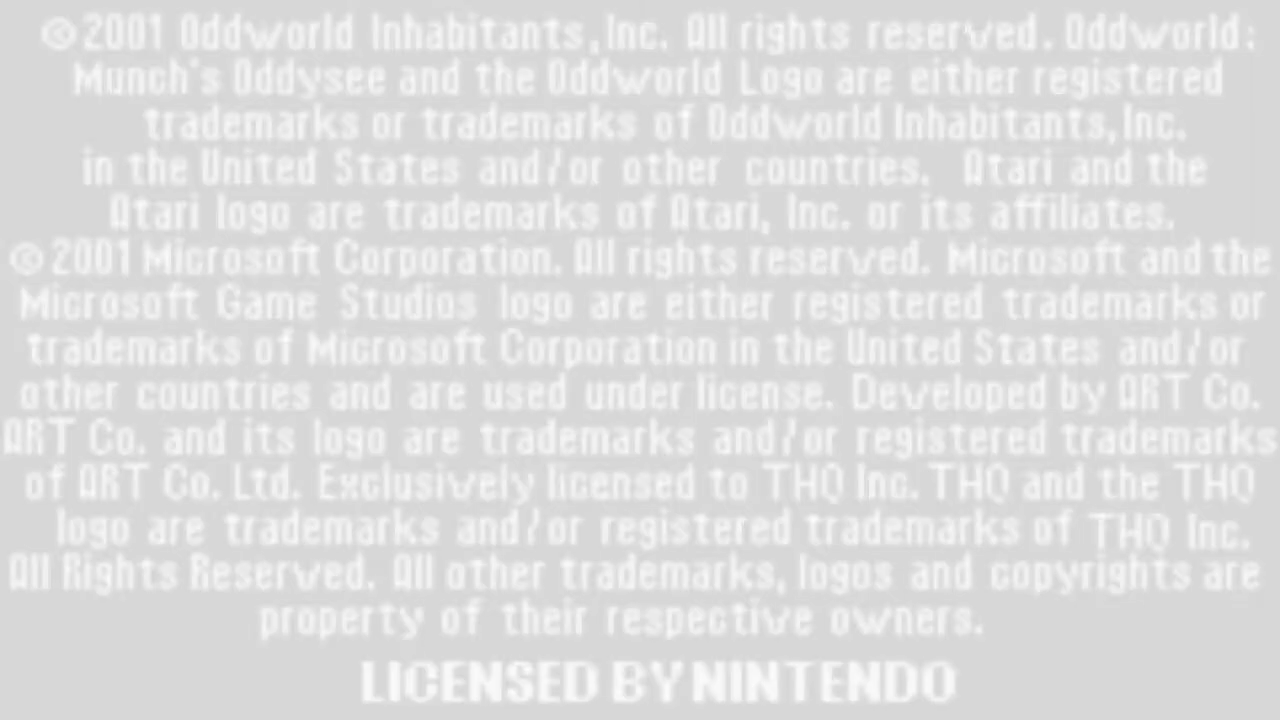 ©2001 Oddworld Inhabitants,Inc. All rights reserved. Oddworld:
Munch's Oddysee and the Oddworld Logo are either registered
trademarks or trademarks of Oddworld Inhabitants,Inc.
in the United States and/or other countries. Atari and the
Atari logo are trademarks of Atari, Inc. or its affiliates.
©2001 Microsoft Corporation. All rights reserved. Microsoft and the
Microsoft Game Studios logo are either registered trademarks or
trademarks of Microsoft Corporation in the United States and/or
other countries and are used under license. Developed by ART Co.
ART Co. and its logo are trademarks and/or registered trademarks
of ART Co. Ltd. Exclusively licensed to THQ Inc. THQ and the THQ
logo are trademarks and/or registered trademarks of THQ Inc.
All Rights Reserved. All other trademarks, logos and copyrights are
property of their respective owners.
LICENSED BY NINTENDO